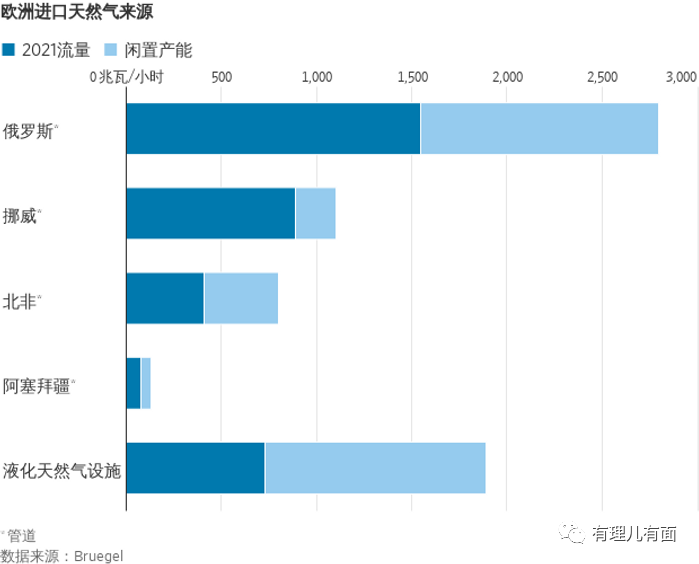 欧洲进口天然气来源
2021流量 闲置产能
0兆瓦/小时 500 1,000 1,500 2,000 2,500 3,000
俄罗斯*
挪威*
北非*
阿塞拜疆*
液化天然气设施
*管道
数据来源：Bruegel
有理儿有面